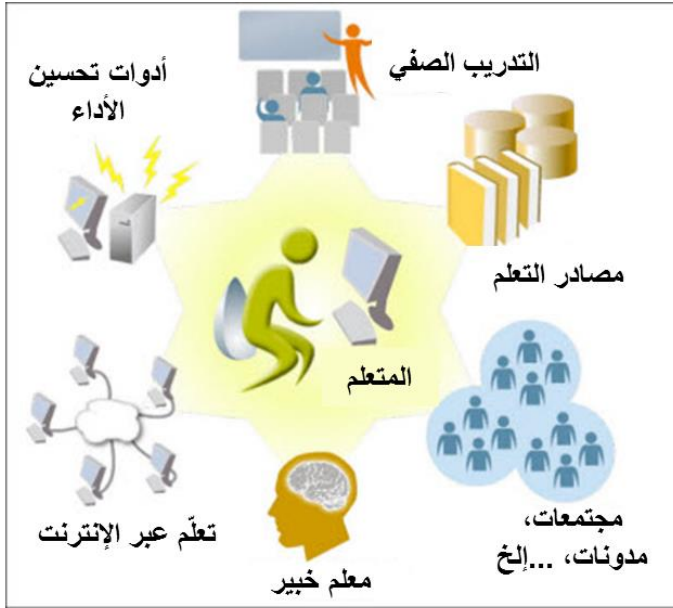 التدريب الصفي
أدوات تحسين
الأداء
مصادر التعلم
المتعلم
مجتمعات،
مدونات، ...إلخ
تعلّم عبر الإنترنت
معلم خبير